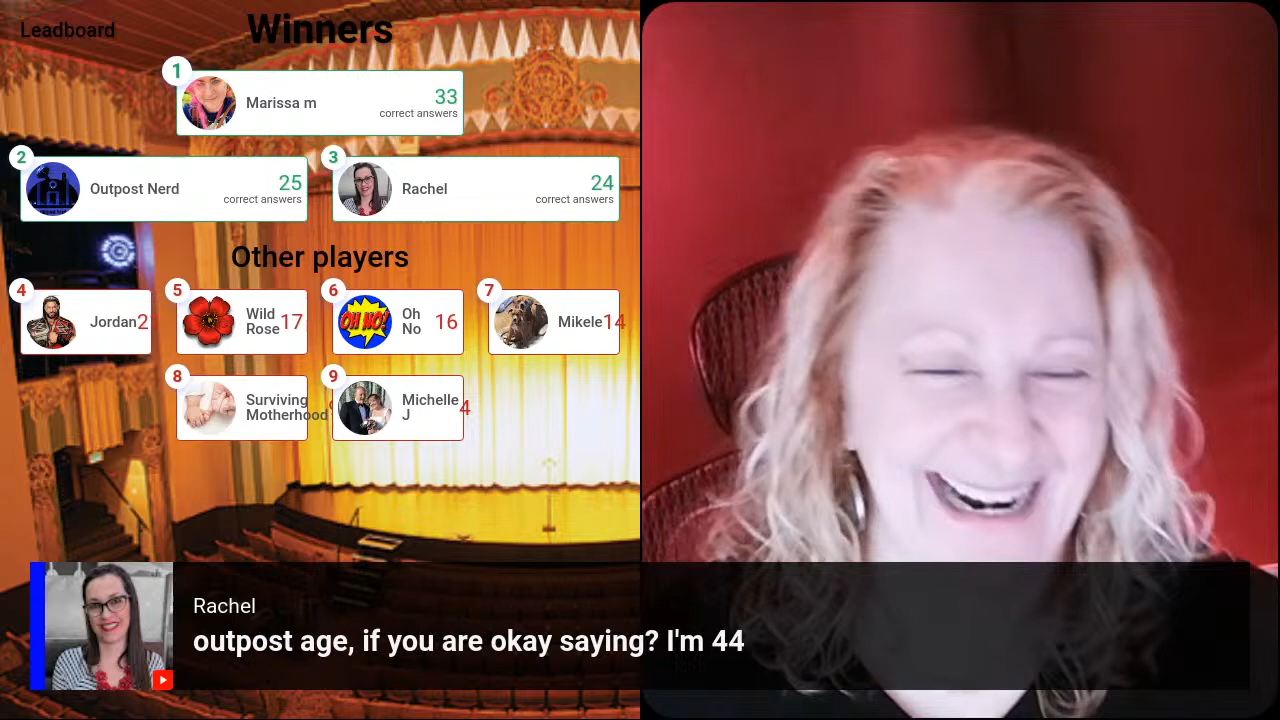 Leadboard
Winners
1
Marissa m
33
correct answers
2
Outpost Nerd
25
correct answers
3
Rachel
24
correct answers
Other players
4
Jordan
2
5
Wild
Rose
17
6
OH NO!
Oh
No
16
7
Mikele
14
8
Surviving
Motherhood
9
Michelle
J
4
Rachel
outpost age, if you are okay saying? I'm 44